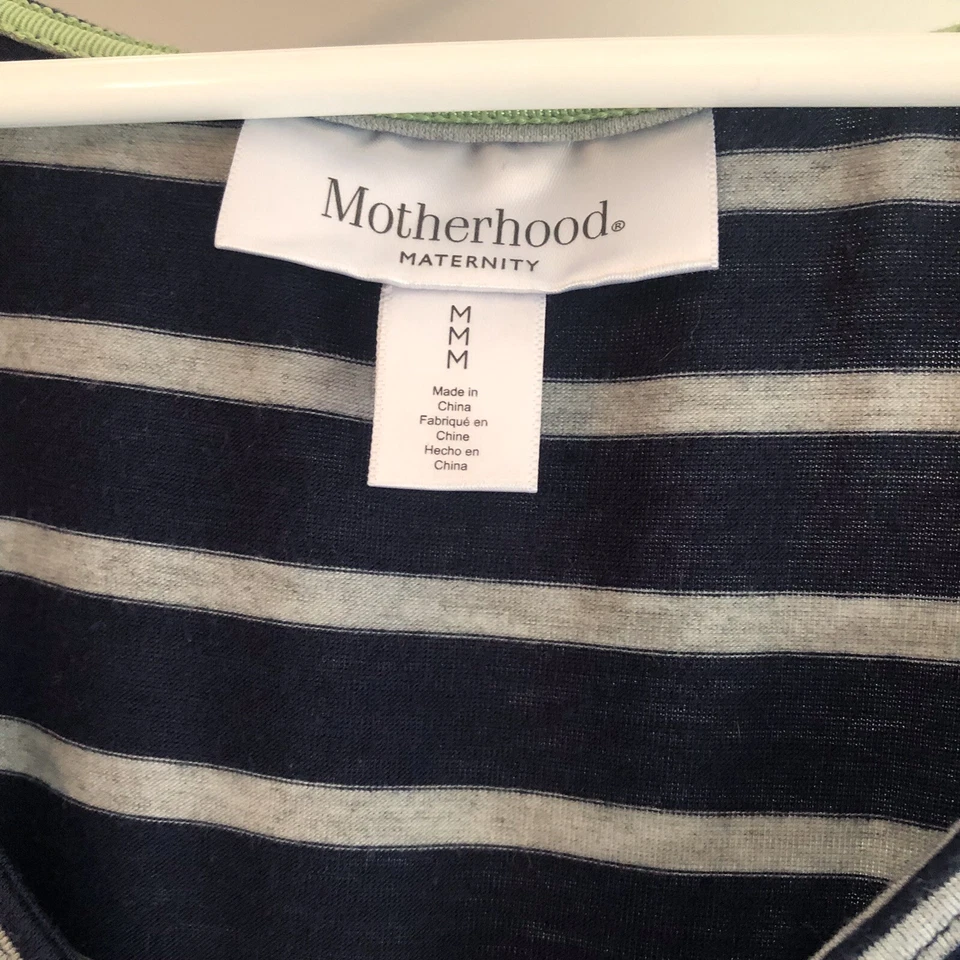 Motherhood®
MATERNITY
M
M
M
Made in
China
Fabriqué en
Chine
Hecho en
China